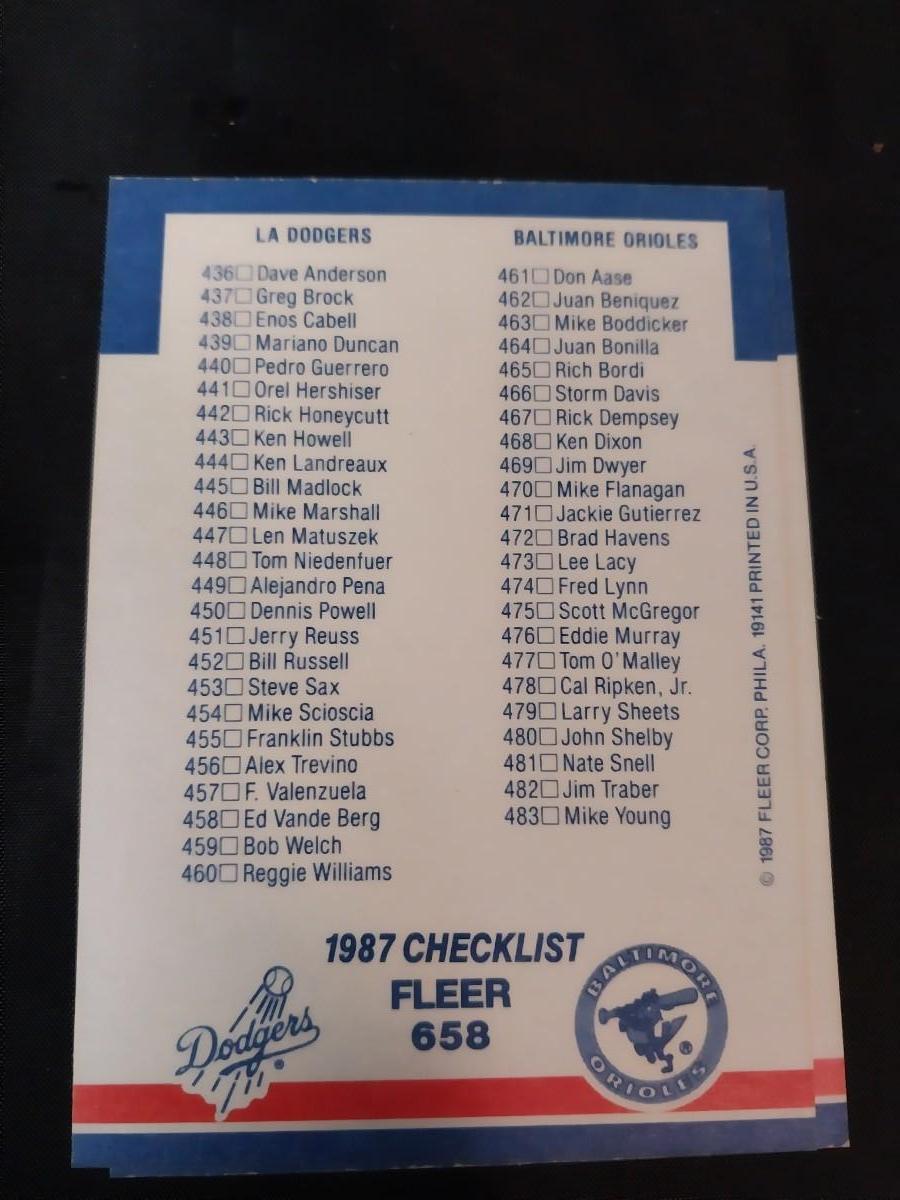 LA DODGERS
436 Dave Anderson
437 Greg Brock
438 Enos Cabell
439 Mariano Duncan
440 Pedro Guerrero
441 Orel Hershiser
442 Rick Honeycutt
443 Ken Howell
444 Ken Landreaux
445 Bill Madlock
446 Mike Marshall
447 Len Matuszek
448 Tom Niedenfuer
449 Alejandro Pena
450 Dennis Powell
451 Jerry Reuss
452 Bill Russell
453 Steve Sax
454 Mike Scioscia
455 Franklin Stubbs
456 Alex Trevino
457 F. Valenzuela
458 Ed Vande Berg
459 Bob Welch
460 Reggie Williams
BALTIMORE ORIOLES
461 Don Aase
462 Juan Beniquez
463 Mike Boddicker
464 Juan Bonilla
465 Rich Bordi
466 Storm Davis
467 Rick Dempsey
468 Ken Dixon
469 Jim Dwyer
470 Mike Flanagan
471 Jackie Gutierrez
472 Brad Havens
473 Lee Lacy
474 Fred Lynn
475 Scott McGregor
476 Eddie Murray
477 Tom O'Malley
478 Cal Ripken, Jr.
479 Larry Sheets
480 John Shelby
481 Nate Snell
482 Jim Traber
483 Mike Young
© 1987 FLEER CORP. PHILA. 19141 PRINTED IN U.S.A.
1987 CHECKLIST
FLEER
658
Dodgers ®
BALTIMORE
®
ORIOLES